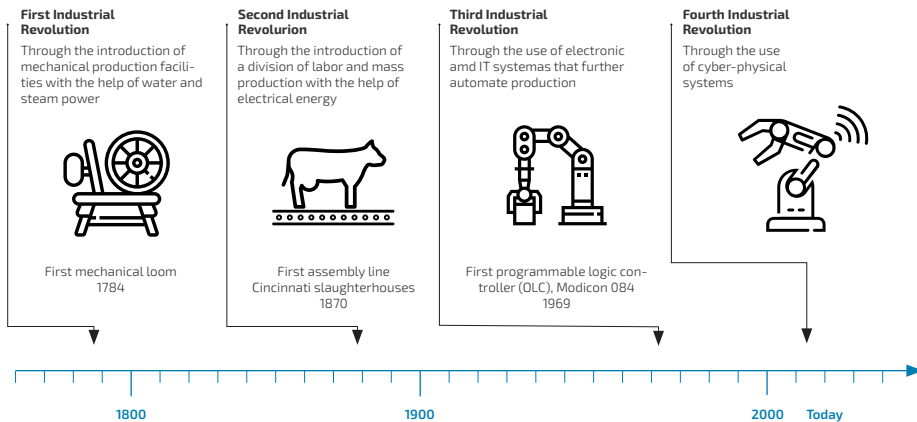 First Industrial
Revolution
Through the introduction of
mechanical production facili-
ties with the help of water and
steam power
First mechanical loom
1784
Second Industrial
Revolurion
Through the introduction of
a division of labor and mass
production with the help of
electrical energy
First assembly line
Cincinnati slaughterhouses
1870
Third Industrial
Revolution
Through the use of electronic
amd IT systemas that further
automate production
First programmable logic con-
troller (OLC), Modicon 084
1969
Fourth Industrial
Revolution
Through the use
of cyber-physical
systems
1800
1900
2000
Today